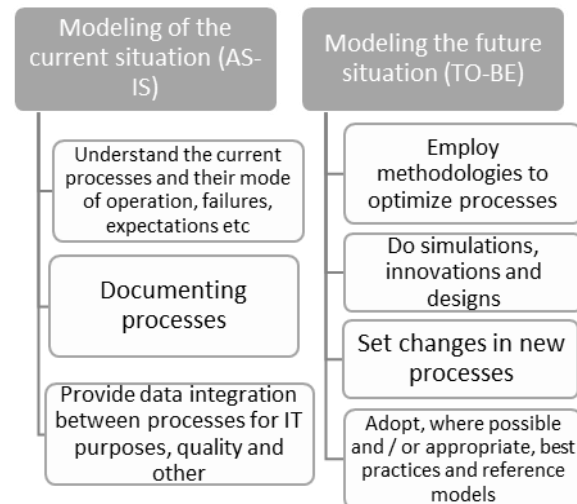 Modeling of the
current situation (AS-
IS)
Understand the current
processes and their mode
of operation, failures,
expectations etc
Documenting
processes
Provide data integration
between processes for IT
purposes, quality and
other
Modeling the future
situation (TO-BE)
Employ
methodologies to
optimize processes
Do simulations,
innovations and
designs
Set changes in new
processes
Adopt, where possible
and / or appropriate, best
practices and reference
models